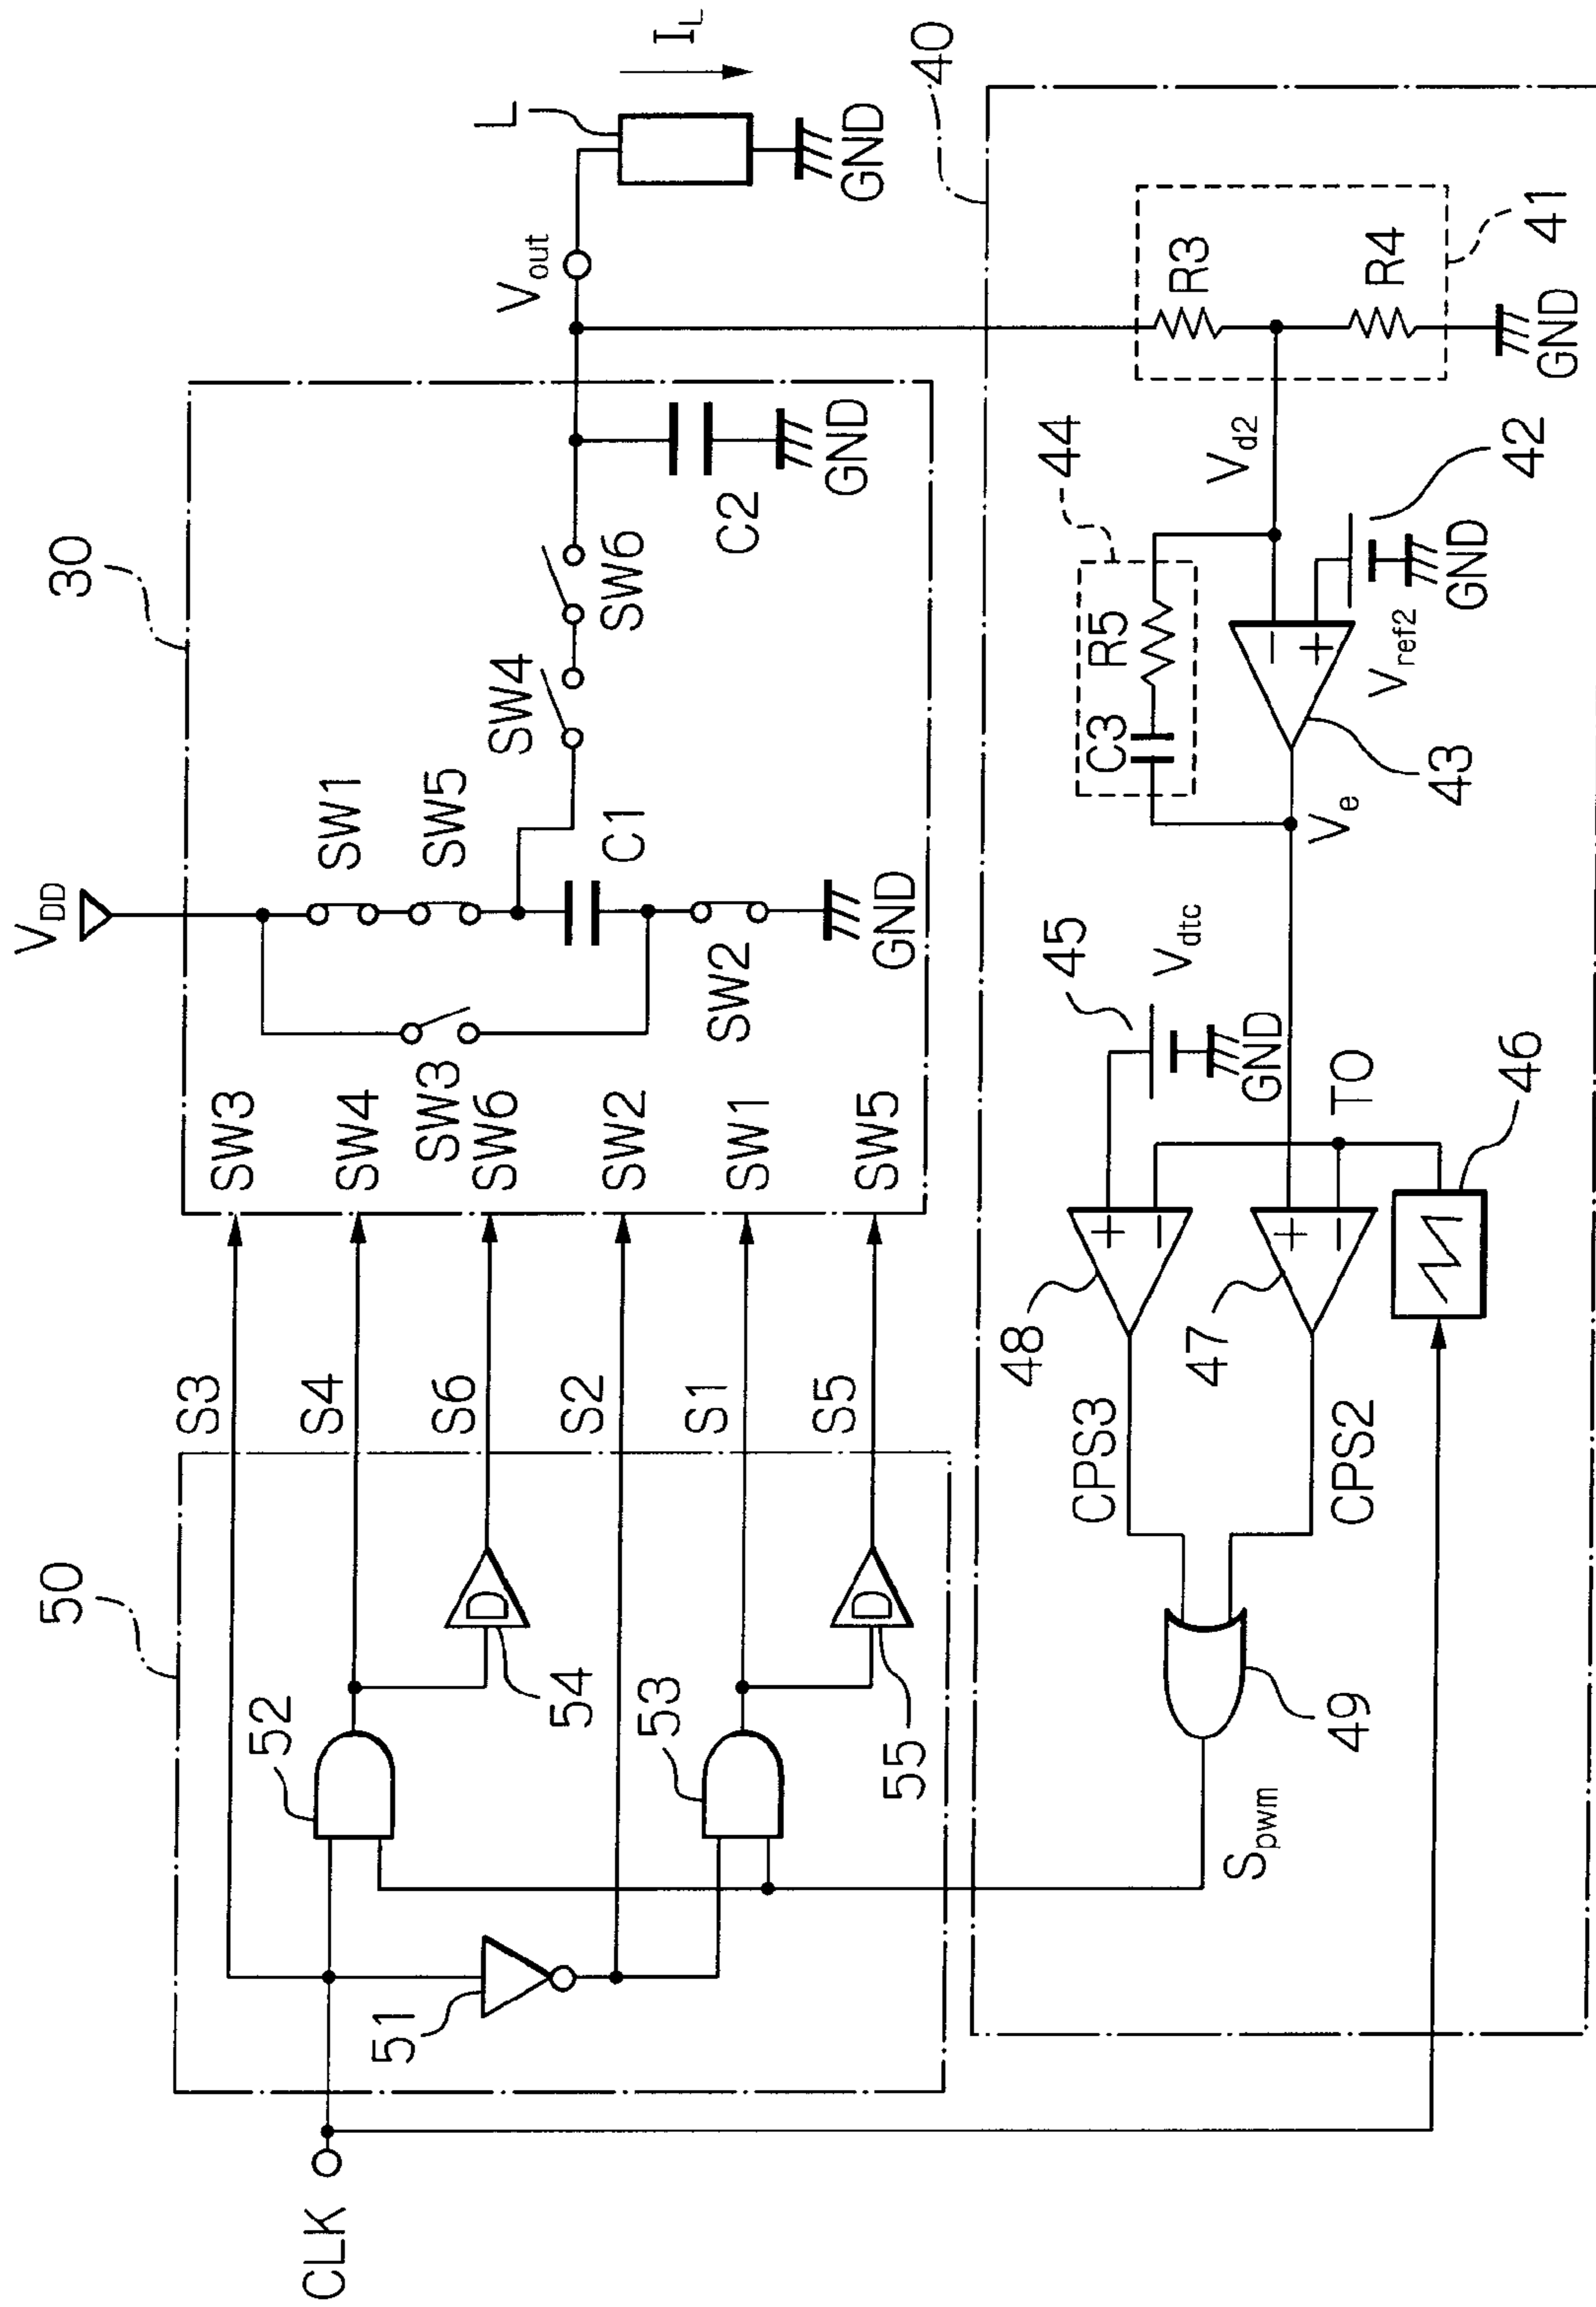 V_DD
30
SW1
SW5
SW3
C1
SW2
GND
SW4
SW6
C2
GND
V_out
L
I_L
GND
SW3
SW4
SW6
SW2
SW1
SW5
S3
S4
S6
S2
S1
S5
50
52
54
53
55
51
CLK
40
R3
R4
41
GND
V_d2
44
R5
C3
42
GND
V_ref2
43
V_e
45
V_dtc
GND
TO
46
+
−
48
+
−
47
−
+
CPS3
CPS2
49
S_pwm
D
D